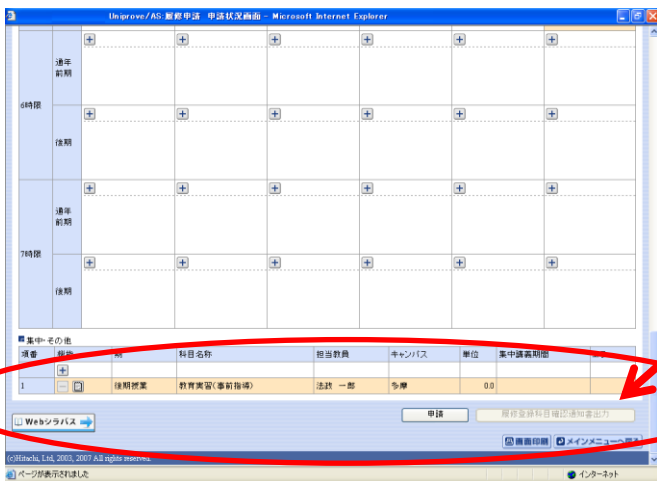 Uniprove/AS:履修申請 申請状況画面 - Microsoft Internet Explorer
6時限
通年
前期
後期
7時限
通年
前期
後期
集中・その他
項番 期 科目名称 担当教員 キャンパス 単位 集中講義期間
1 後期授業 教育実習(事前指導) 法政 一郎 多摩 0.0
申請 履修登録科目確認通知書出力
Webシラバス
画面印刷 メインメニューへ戻る
(c)Hitachi, Ltd, 2003, 2007 All rights reserved.
ページが表示されました インターネット